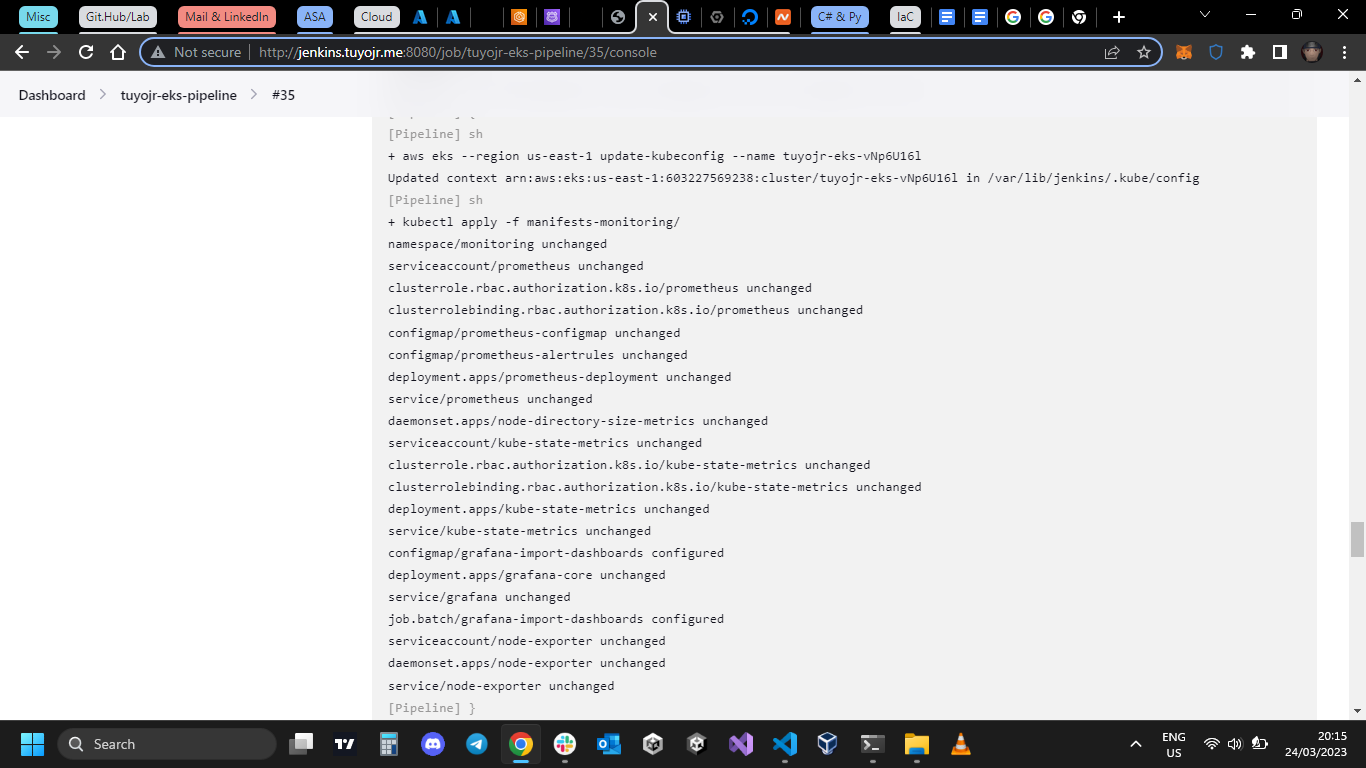 Misc
Git.Hub/Lab
Mail & LinkedIn
ASA
Cloud
C# & Py
IaC
Not secure
http://jenkins.tuyojr.me:8080/job/tuyojr-eks-pipeline/35/console
Dashboard
tuyojr-eks-pipeline
#35
[Pipeline] {
[Pipeline] sh
+ aws eks --region us-east-1 update-kubeconfig --name tuyojr-eks-vNp6U16l
Updated context arn:aws:eks:us-east-1:603227569238:cluster/tuyojr-eks-vNp6U16l in /var/lib/jenkins/.kube/config
[Pipeline] sh
+ kubectl apply -f manifests-monitoring/
namespace/monitoring unchanged
serviceaccount/prometheus unchanged
clusterrole.rbac.authorization.k8s.io/prometheus unchanged
clusterrolebinding.rbac.authorization.k8s.io/prometheus unchanged
configmap/prometheus-configmap unchanged
configmap/prometheus-alertrules unchanged
deployment.apps/prometheus-deployment unchanged
service/prometheus unchanged
daemonset.apps/node-directory-size-metrics unchanged
serviceaccount/kube-state-metrics unchanged
clusterrole.rbac.authorization.k8s.io/kube-state-metrics unchanged
clusterrolebinding.rbac.authorization.k8s.io/kube-state-metrics unchanged
deployment.apps/kube-state-metrics unchanged
service/kube-state-metrics unchanged
configmap/grafana-import-dashboards configured
deployment.apps/grafana-core unchanged
service/grafana unchanged
job.batch/grafana-import-dashboards configured
serviceaccount/node-exporter unchanged
daemonset.apps/node-exporter unchanged
service/node-exporter unchanged
[Pipeline] }
Search
ENG
US
20:15
24/03/2023